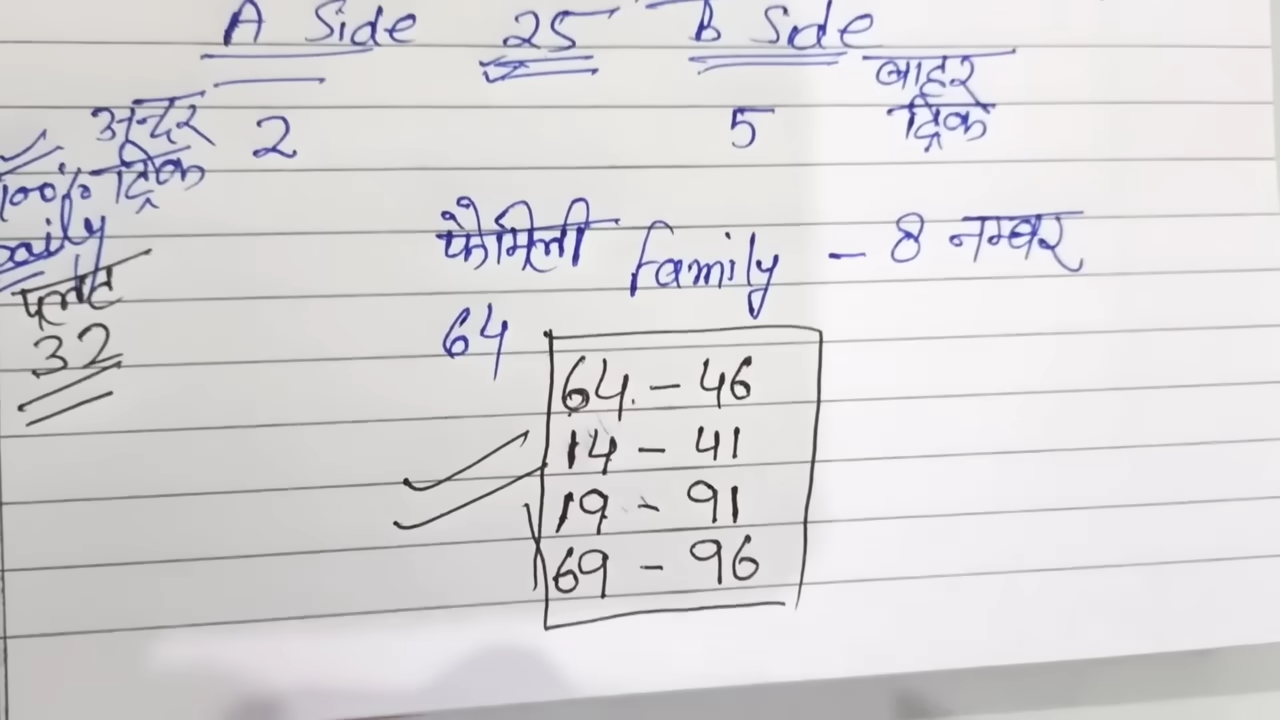 A Side 25 B Side
बाहर
ट्रिक
अन्दर 2 5
100% ट्रिक
Daily
पलट
32
फैमिली family - 8 नम्बर
64
64 - 46
14 - 41
19 - 91
69 - 96